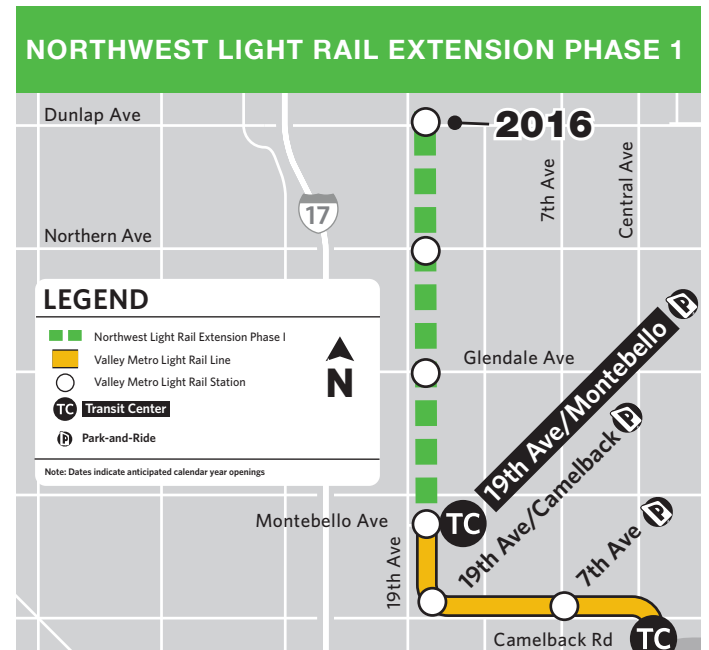 NORTHWEST LIGHT RAIL EXTENSION PHASE 1
Dunlap Ave
2016
7th Ave
Central Ave
17
Northern Ave
LEGEND
Northwest Light Rail Extension Phase I
Valley Metro Light Rail Line
Valley Metro Light Rail Station
TC Transit Center
P Park-and-Ride
N
Note: Dates indicate anticipated calendar year openings
Glendale Ave
19th Ave/Montebello P
19th Ave/Camelback P
7th Ave P
Montebello Ave
TC
19th Ave
Camelback Rd
TC